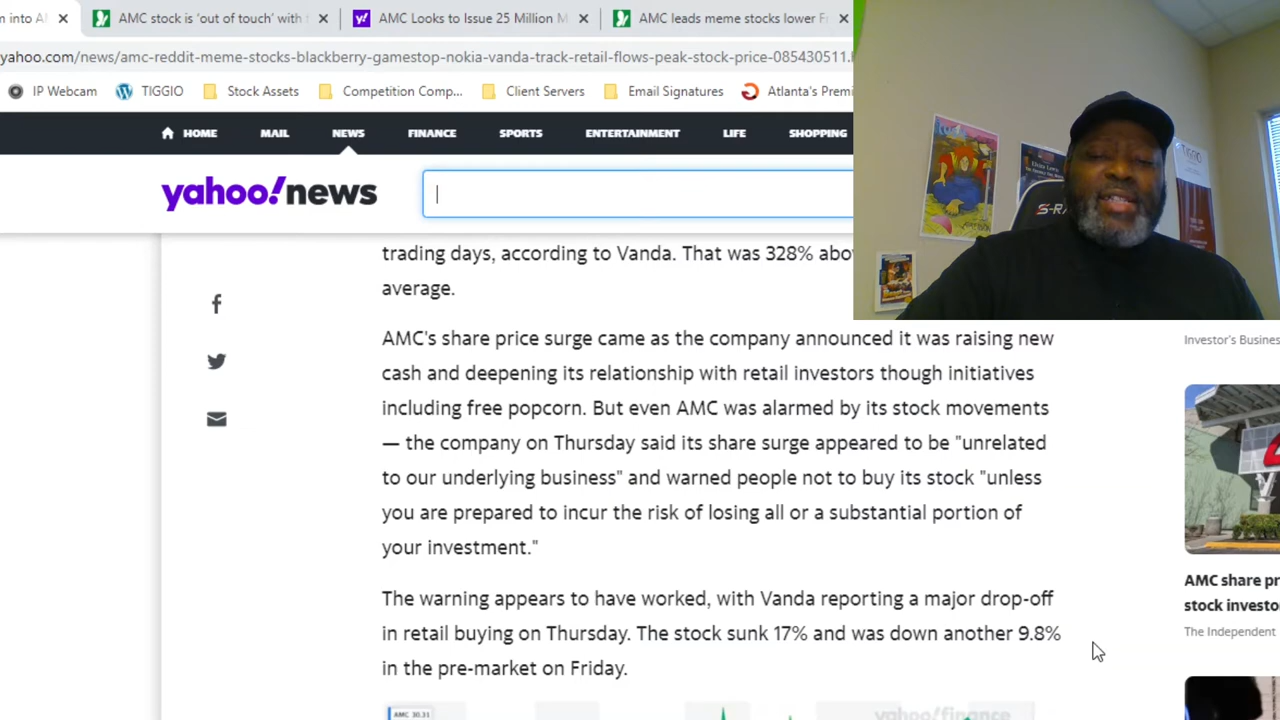 n into A
AMC stock is ‘out of touch’ with
AMC Looks to Issue 25 Million M
AMC leads meme stocks lower Fr
yahoo.com/news/amc-reddit-meme-stocks-blackberry-gamestop-nokia-vanda-track-retail-flows-peak-stock-price-085430511.
IP Webcam
TIGGIO
Stock Assets
Competition Comp...
Client Servers
Email Signatures
Atlanta's Premi
HOME
MAIL
NEWS
FINANCE
SPORTS
ENTERTAINMENT
LIFE
SHOPPING
yahoo!news
trading days, according to Vanda. That was 328% abo
average.
AMC's share price surge came as the company announced it was raising new
cash and deepening its relationship with retail investors though initiatives
including free popcorn. But even AMC was alarmed by its stock movements
— the company on Thursday said its share surge appeared to be "unrelated
to our underlying business" and warned people not to buy its stock "unless
you are prepared to incur the risk of losing all or a substantial portion of
your investment."
The warning appears to have worked, with Vanda reporting a major drop-off
in retail buying on Thursday. The stock sunk 17% and was down another 9.8%
in the pre-market on Friday.
AMC 30.31
yahoo!finance
Investor's Busines
AMC share pr
stock investo
The Independent
S-RA
TIGGIO